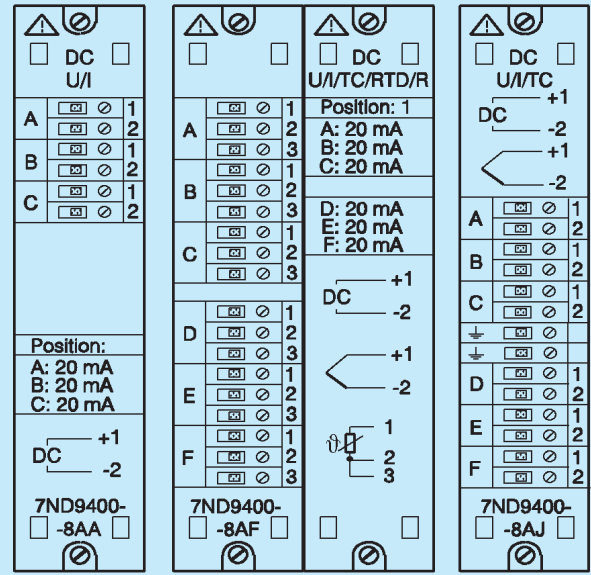 DC
U/I
A 1
2
B 1
2
C 1
2
Position:
A: 20 mA
B: 20 mA
C: 20 mA
DC +1
-2
7ND9400-
-8AA
A 1
2
3
B 1
2
3
C 1
2
3
D 1
2
3
E 1
2
3
F 1
2
3
7ND9400-
-8AF
DC
U/I/TC/RTD/R
Position: 1
A: 20 mA
B: 20 mA
C: 20 mA
D: 20 mA
E: 20 mA
F: 20 mA
DC +1
-2
+1
-2
ϑ 1
2
3
DC
U/I/TC
DC +1
-2
+1
-2
A 1
2
B 1
2
C 1
2
D 1
2
E 1
2
F 1
2
7ND9400-
-8AJ